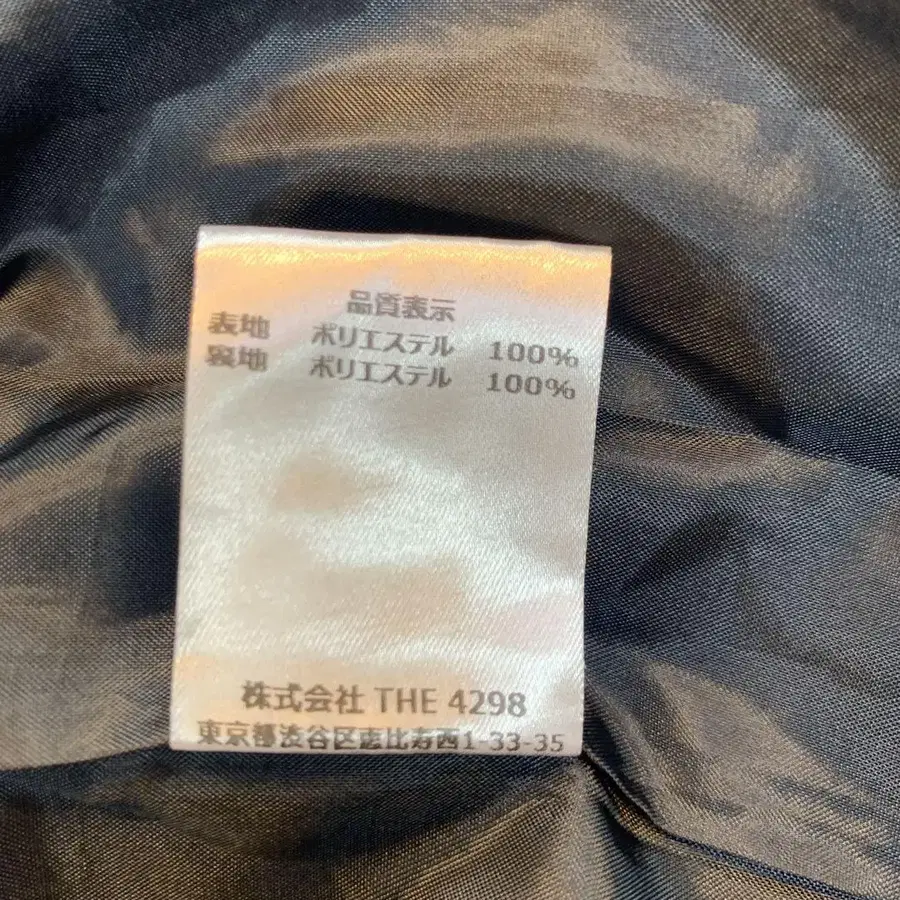 品質表示
表地 ポリエステル 100%
裏地 ポリエステル 100%
株式会社 THE 4298
東京都渋谷区恵比寿西1-33-35